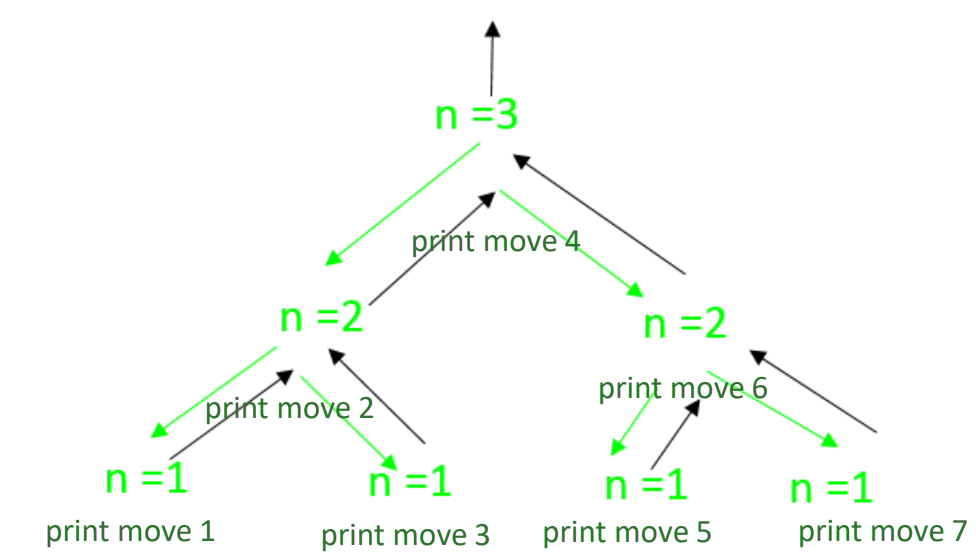 n =3
print move 4
n =2
n =2
print move 2
print move 6
n =1
n =1
n =1
n =1
print move 1
print move 3
print move 5
print move 7